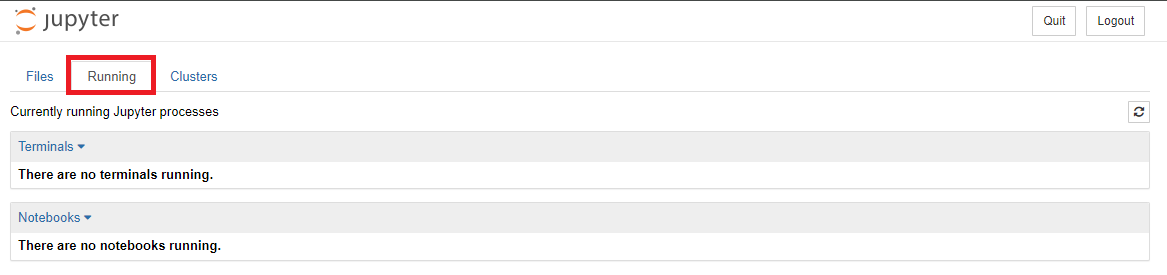 jupyter Quit Logout
Files Running Clusters
Currently running Jupyter processes
Terminals
There are no terminals running.
Notebooks
There are no notebooks running.